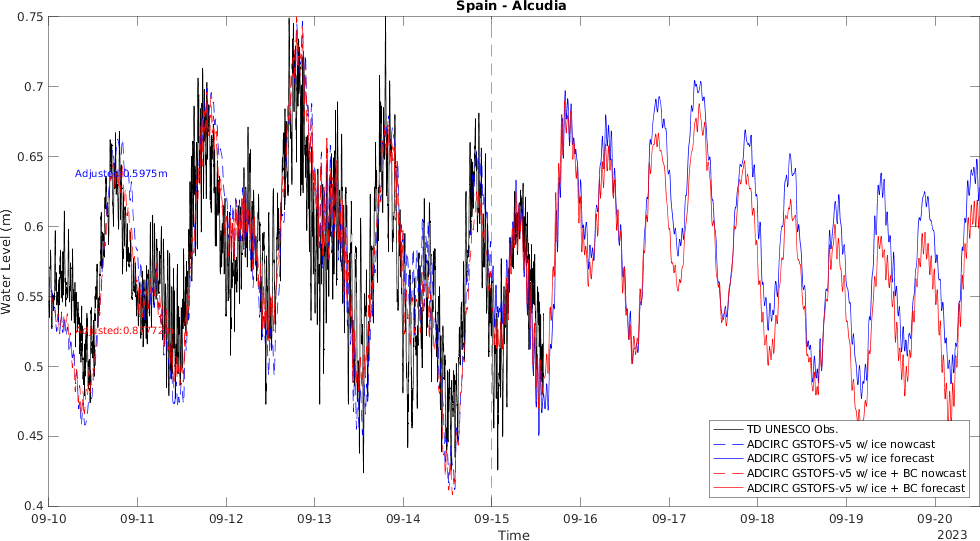 Spain - Alcudia
0.75
0.7
0.65
0.6
0.55
0.5
0.45
0.4
Water Level (m)
Adjusted:0.5975m
09-10
09-11
09-12
09-13
09-14
09-15
09-16
09-17
09-18
09-19
09-20
Time
2023
TD UNESCO Obs.
ADCIRC GSTOFS-v5 w/ ice nowcast
ADCIRC GSTOFS-v5 w/ ice forecast
ADCIRC GSTOFS-v5 w/ ice + BC nowcast
ADCIRC GSTOFS-v5 w/ ice + BC forecast